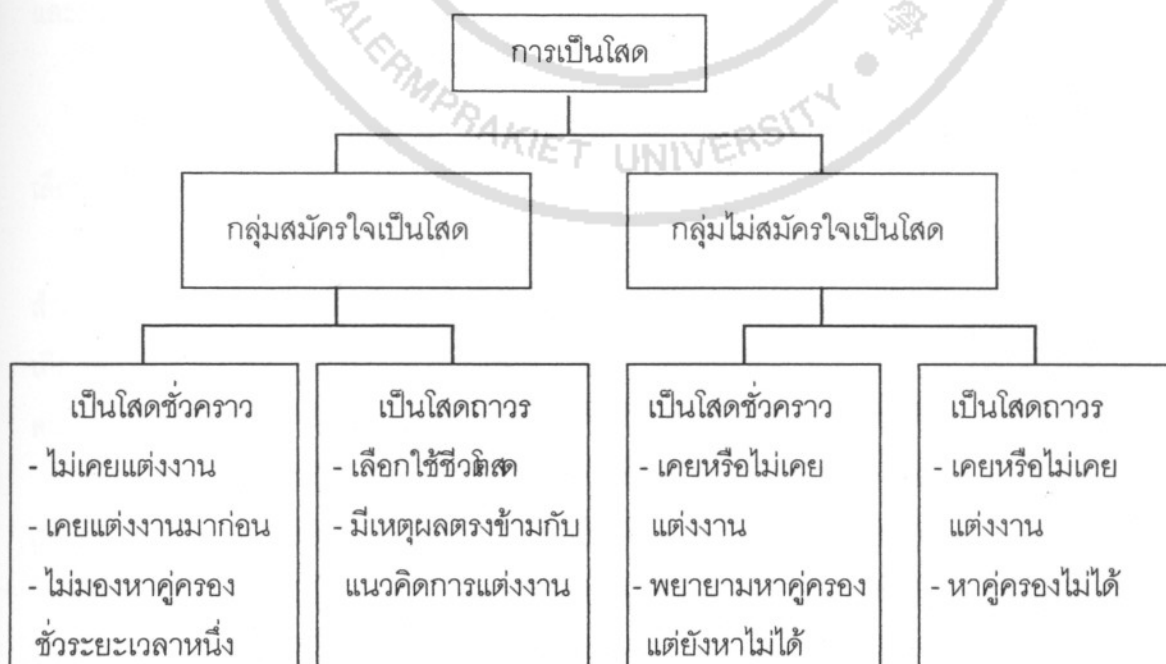 การเป็นโสด
ALERMPRAKIET UNIVERSITY
กลุ่มสมัครใจเป็นโสด
กลุ่มไม่สมัครใจเป็นโสด
เป็นโสดชั่วคราว
- ไม่เคยแต่งงาน
- เคยแต่งงานมาก่อน
- ไม่มองหาคู่ครอง
ชั่วระยะเวลาหนึ่ง
เป็นโสดถาวร
- เลือกใช้ชีวิตโสด
- มีเหตุผลตรงข้ามกับ
แนวคิดการแต่งงาน
เป็นโสดชั่วคราว
- เคยหรือไม่เคย
แต่งงาน
- พยายามหาคู่ครอง
แต่ยังหาไม่ได้
เป็นโสดถาวร
- เคยหรือไม่เคย
แต่งงาน
- หาคู่ครองไม่ได้